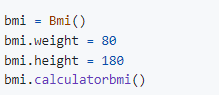 bmi = Bmi()
bmi.weight = 80
bmi.height = 180
bmi.calculatorbmi()